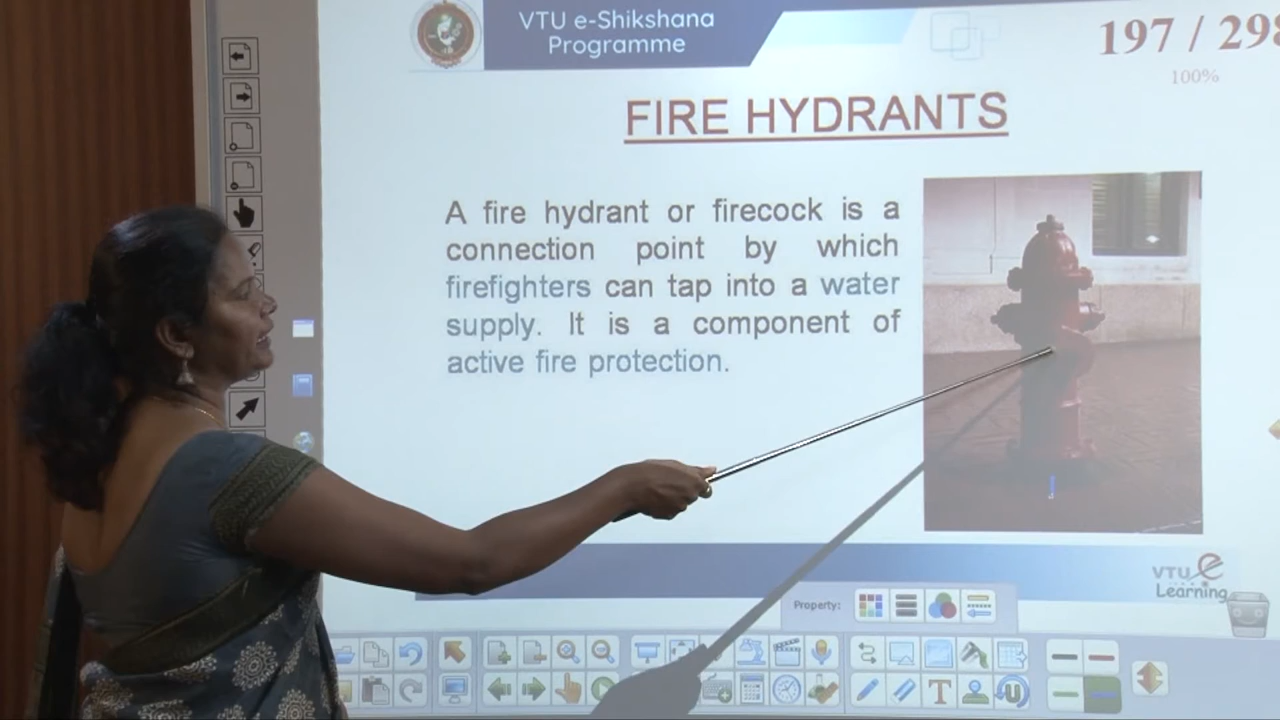 VTU e-Shikshana
Programme
197 / 298
100%
FIRE HYDRANTS
A fire hydrant or firecock is a
connection point by which
firefighters can tap into a water
supply. It is a component of
active fire protection.
VTU e
Learning
Property:
T